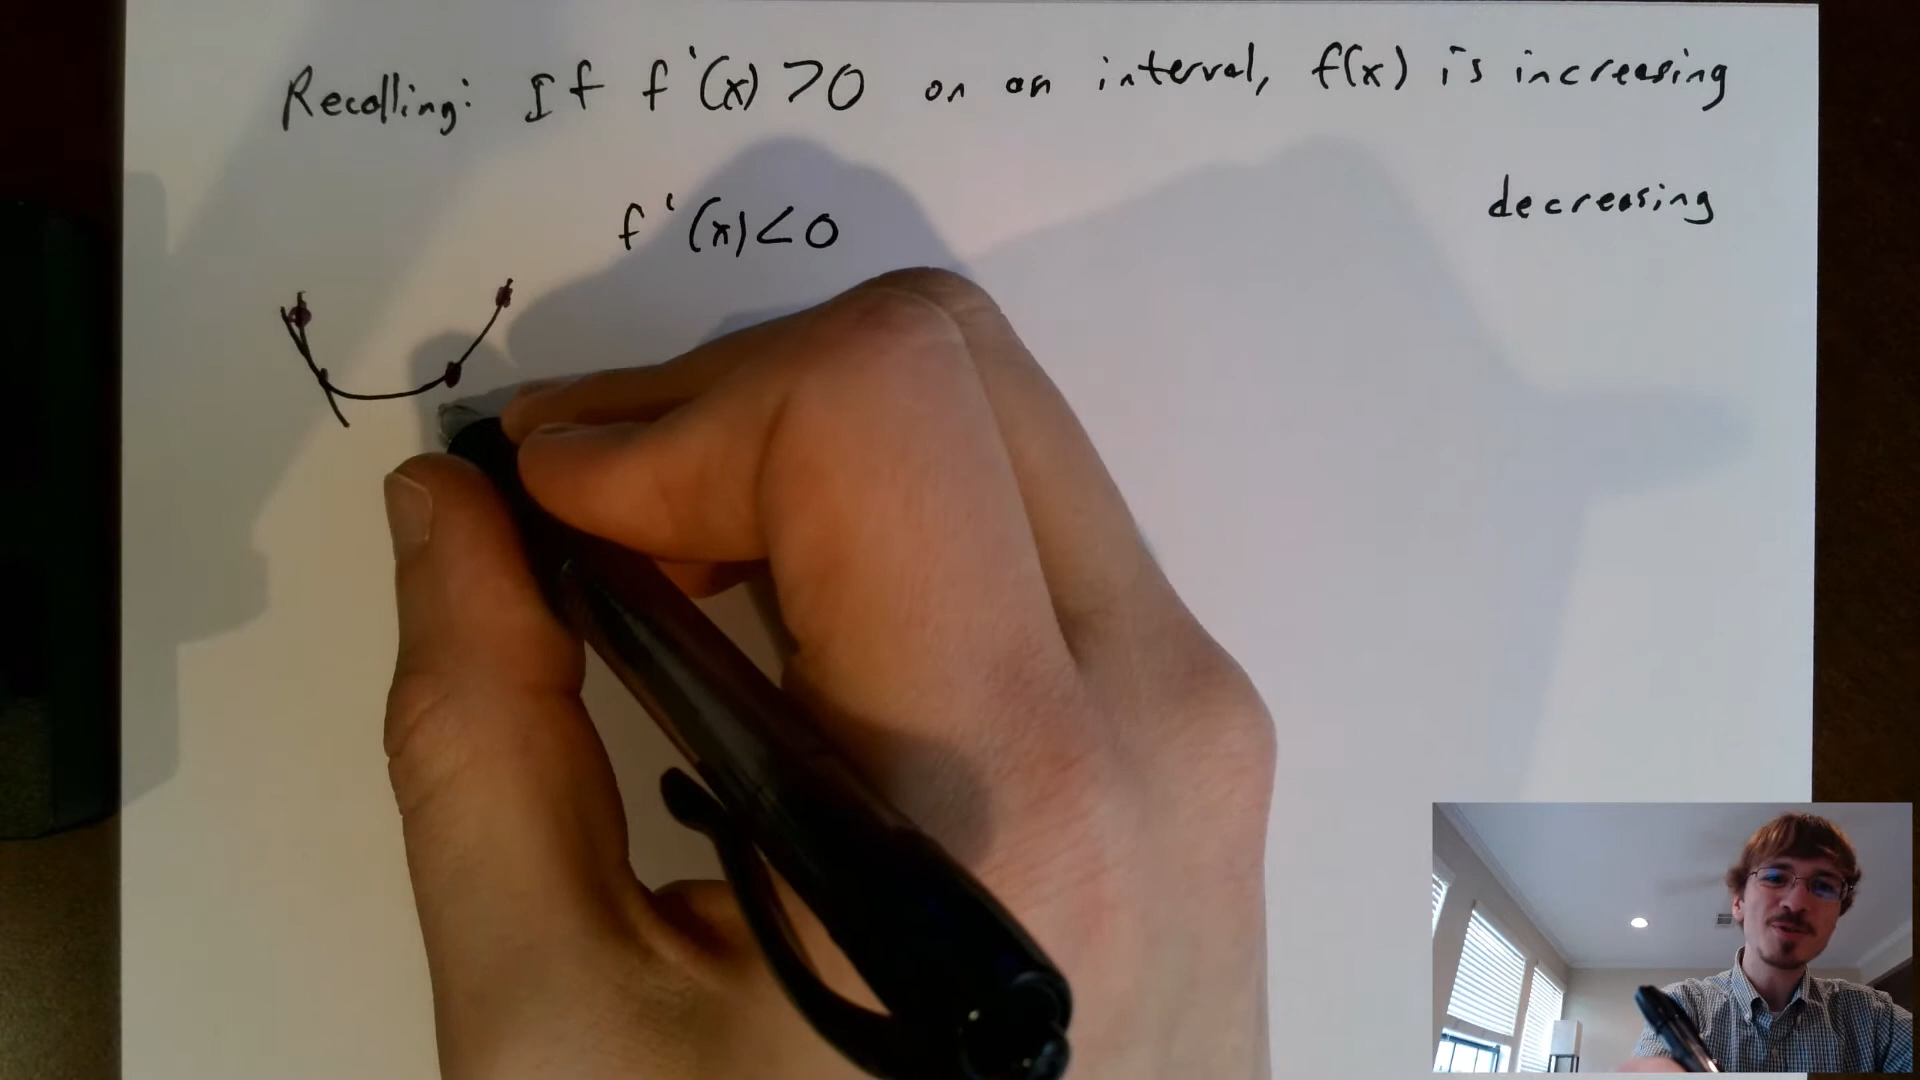 Recalling: If f'(x) > 0 on an interval, f(x) is increasing
f'(x) < 0 decreasing